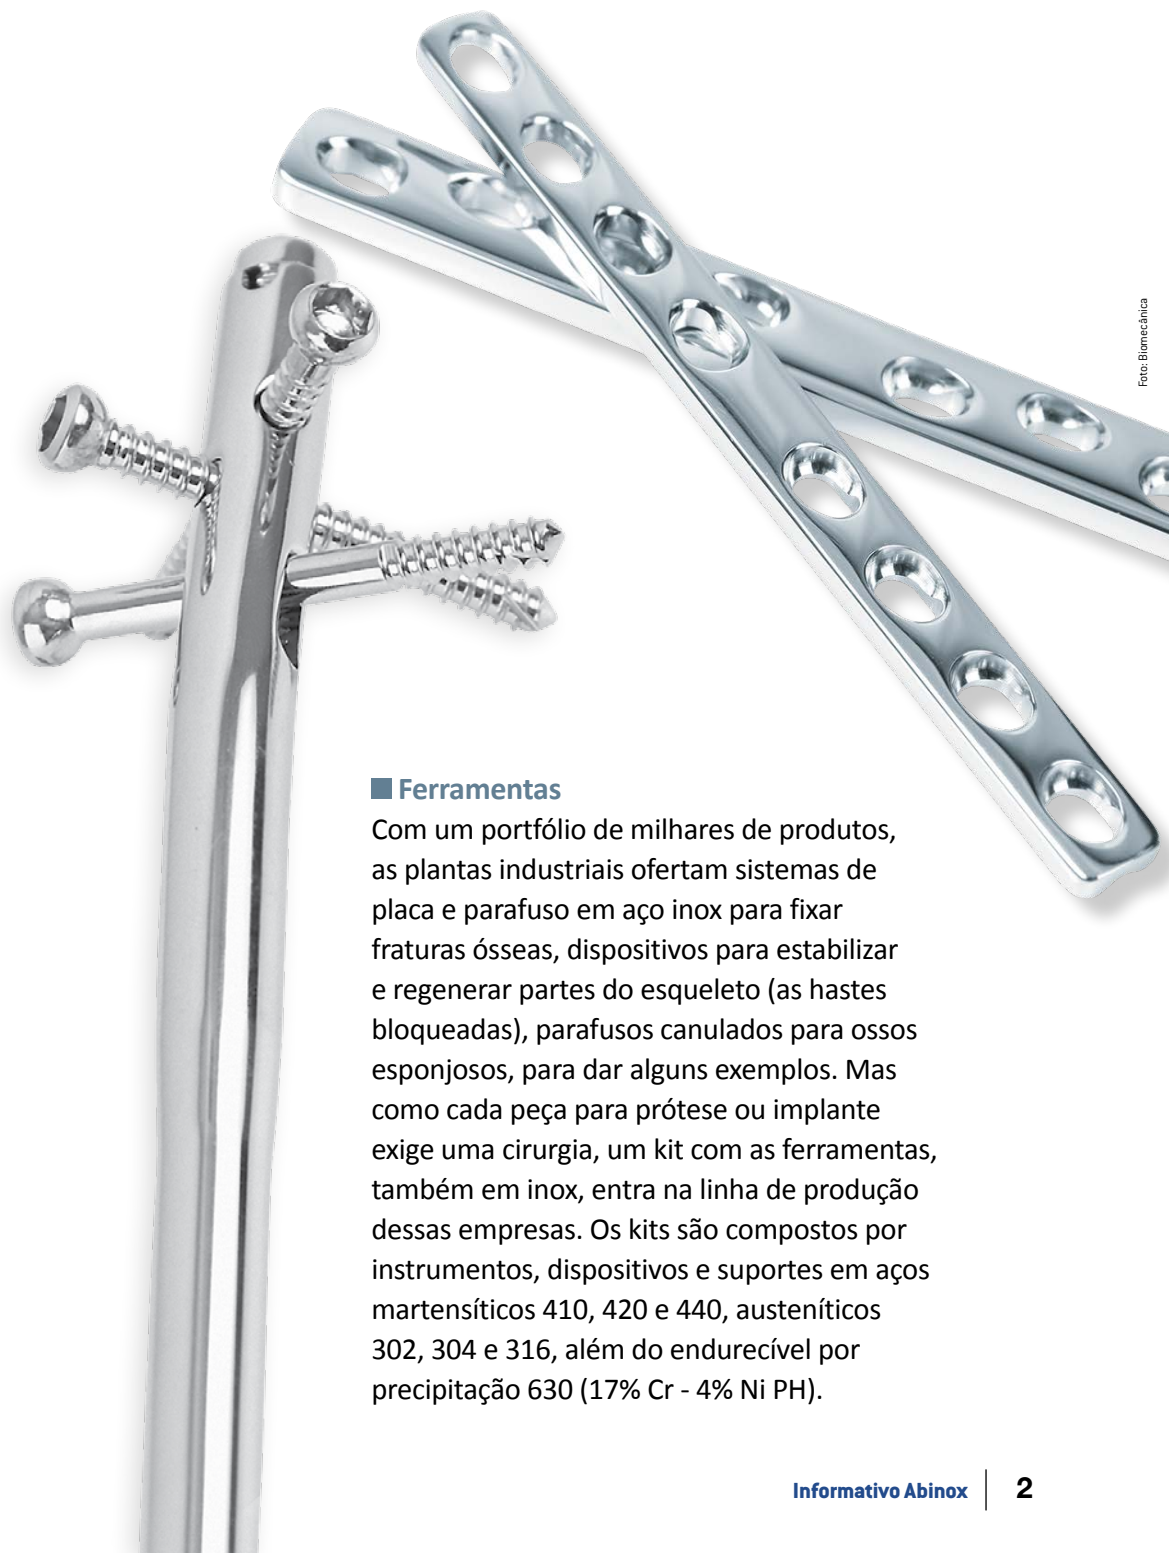 Foto: Biomecânica
Ferramentas
Com um portfólio de milhares de produtos,
as plantas industriais ofertam sistemas de
placa e parafuso em aço inox para fixar
fraturas ósseas, dispositivos para estabilizar
e regenerar partes do esqueleto (as hastes
bloqueadas), parafusos canulados para ossos
esponjosos, para dar alguns exemplos. Mas
como cada peça para prótese ou implante
exige uma cirurgia, um kit com as ferramentas,
também em inox, entra na linha de produção
dessas empresas. Os kits são compostos por
instrumentos, dispositivos e suportes em aços
martensíticos 410, 420 e 440, austeníticos
302, 304 e 316, além do endurecível por
precipitação 630 (17% Cr - 4% Ni PH).
Informativo Abinox 2